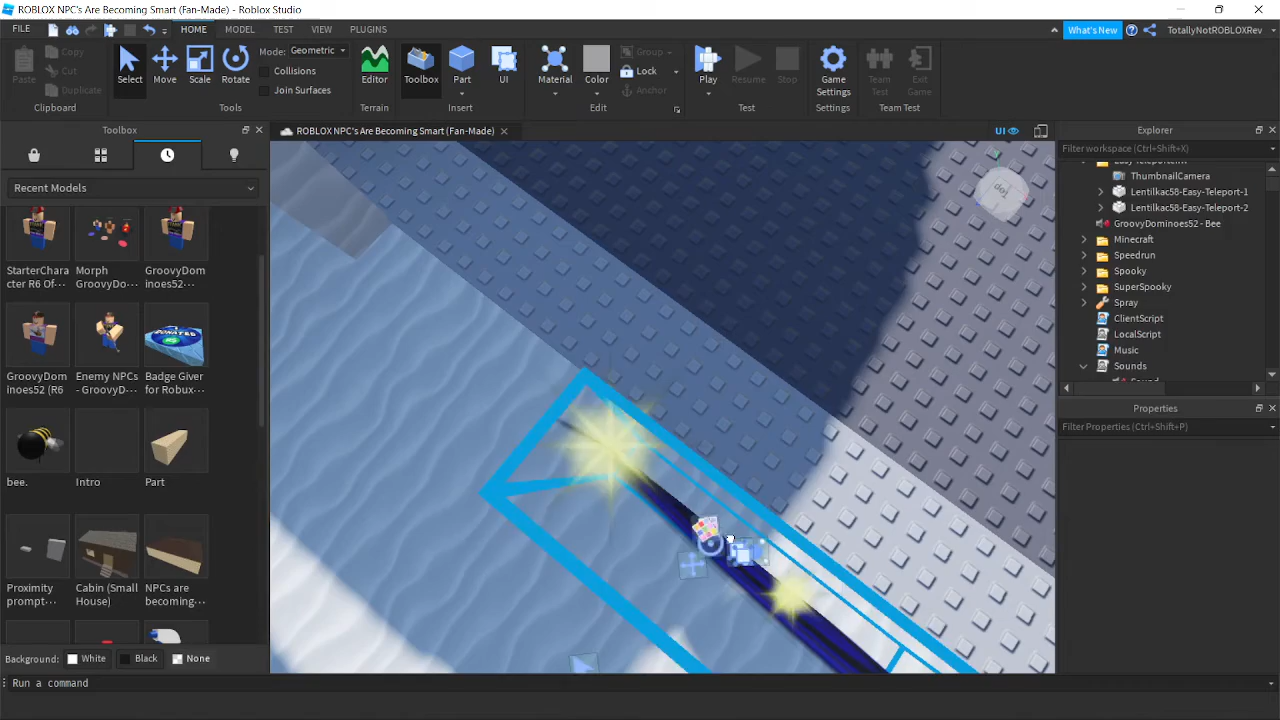 ROBLOX NPC's Are Becoming Smart (Fan-Made) - Roblox Studio
FILE HOME MODEL TEST VIEW PLUGINS What's New TotallyNotROBLOXRev
Paste Copy Cut Duplicate
Clipboard
Select Move Scale Rotate Mode: Geometric Collisions Join Surfaces
Tools
Editor
Terrain
Toolbox Part UI
Insert
Material Color Group Lock Anchor
Edit
Play Resume Stop
Test
Game Settings
Settings
Team Test Exit Game
Team Test
Toolbox
ROBLOX NPC's Are Becoming Smart (Fan-Made)
UI
Recent Models
StarterCharacter R6 Of...
Morph GroovyDo...
GroovyDominoes52...
GroovyDominoes52 (R6
Enemy NPCs - GroovyD...
Badge Giver for Robux...
bee.
Intro
Part
Proximity prompt...
Cabin (Small House)
NPCs are becoming...
Background: White Black None
Run a command
Explorer
Filter workspace (Ctrl+Shift+X)
ThumbnailCamera
Lentilkac58-Easy-Teleport-1
Lentilkac58-Easy-Teleport-2
GroovyDominoes52 - Bee
Minecraft
Speedrun
Spooky
SuperSpooky
Spray
ClientScript
LocalScript
Music
Sounds
Properties
Filter Properties (Ctrl+Shift+P)